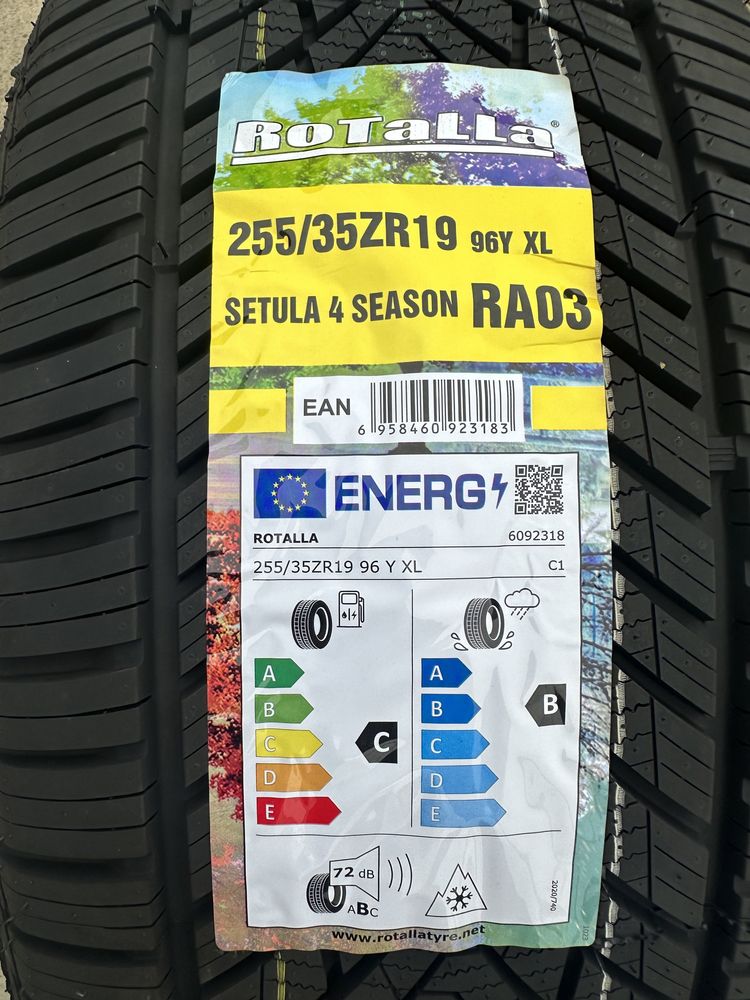 RoTaLLa®
255/35ZR19 96Y XL
SETULA 4 SEASON RA03
EAN
6 958460 923183
ENERG
ROTALLA 6092318
255/35ZR19 96 Y XL C1
A A
B B B
C C C
D D
E E
72 dB
ABC
2020/740
www.rotallatyre.net
1023